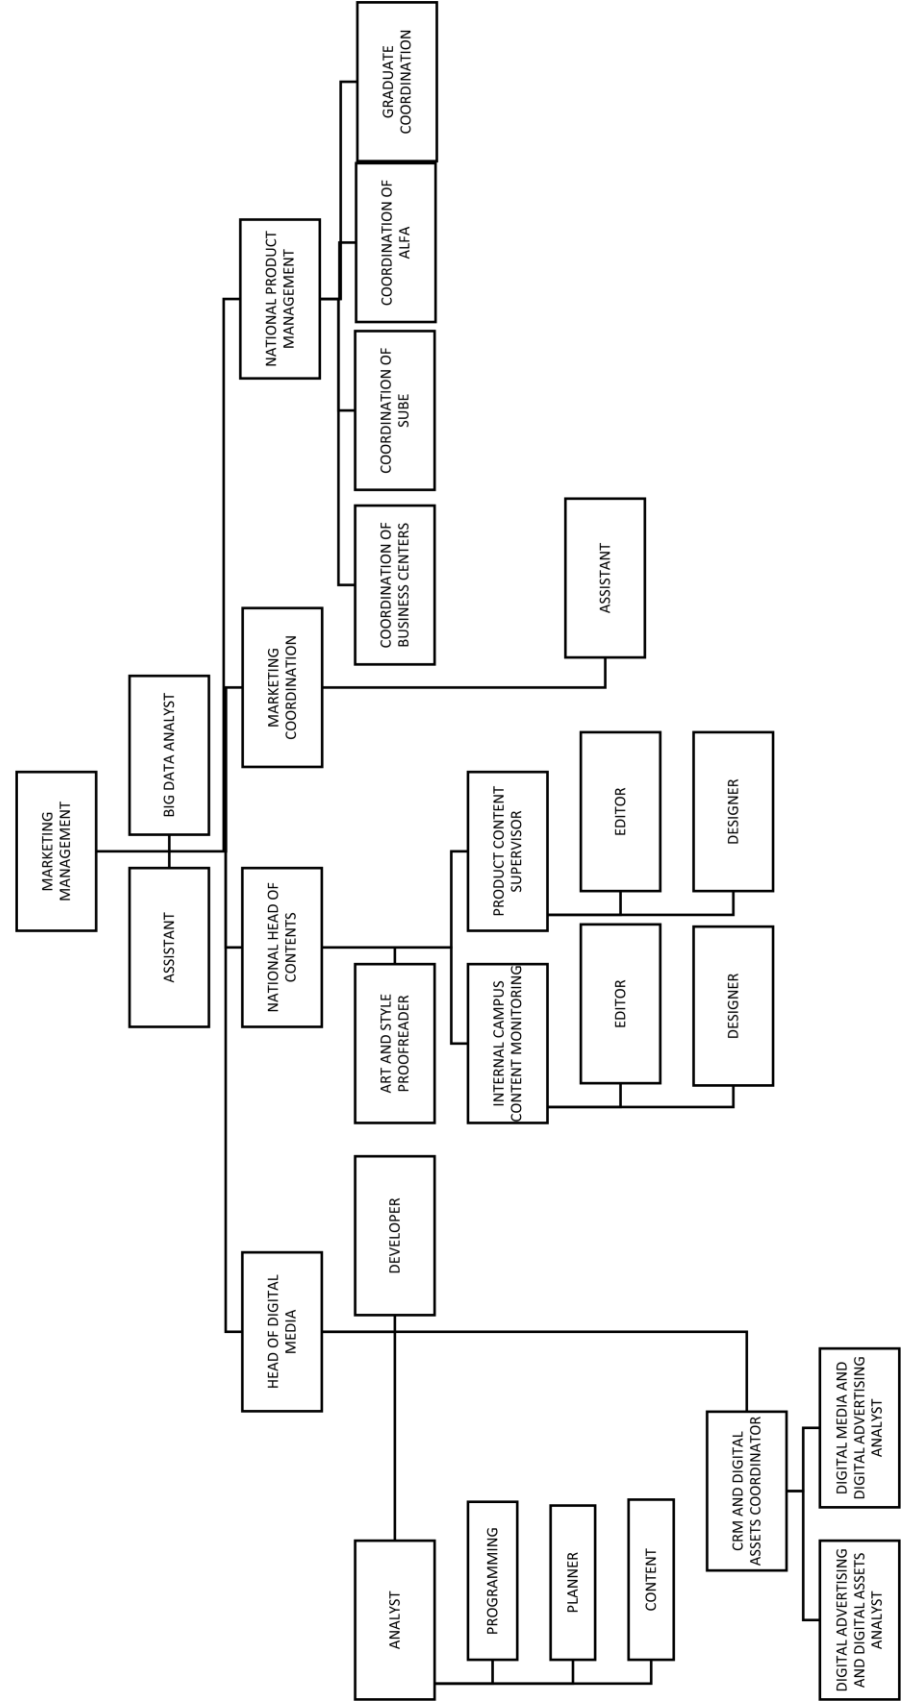 MARKETING
MANAGEMENT
ASSISTANT
BIG DATA ANALYST
HEAD OF DIGITAL
MEDIA
NATIONAL HEAD OF
CONTENTS
MARKETING
COORDINATION
NATIONAL PRODUCT
MANAGEMENT
ANALYST
DEVELOPER
ART AND STYLE
PROOFREADER
COORDINATION OF
BUSINESS CENTERS
COORDINATION OF
SUBE
COORDINATION OF
ALFA
GRADUATE
COORDINATION
PROGRAMMING
PLANNER
CONTENT
INTERNAL CAMPUS
CONTENT MONITORING
PRODUCT CONTENT
SUPERVISOR
EDITOR
EDITOR
ASSISTANT
DESIGNER
DESIGNER
CRM AND DIGITAL
ASSETS COORDINATOR
DIGITAL ADVERTISING
AND DIGITAL ASSETS
ANALYST
DIGITAL MEDIA AND
DIGITAL ADVERTISING
ANALYST